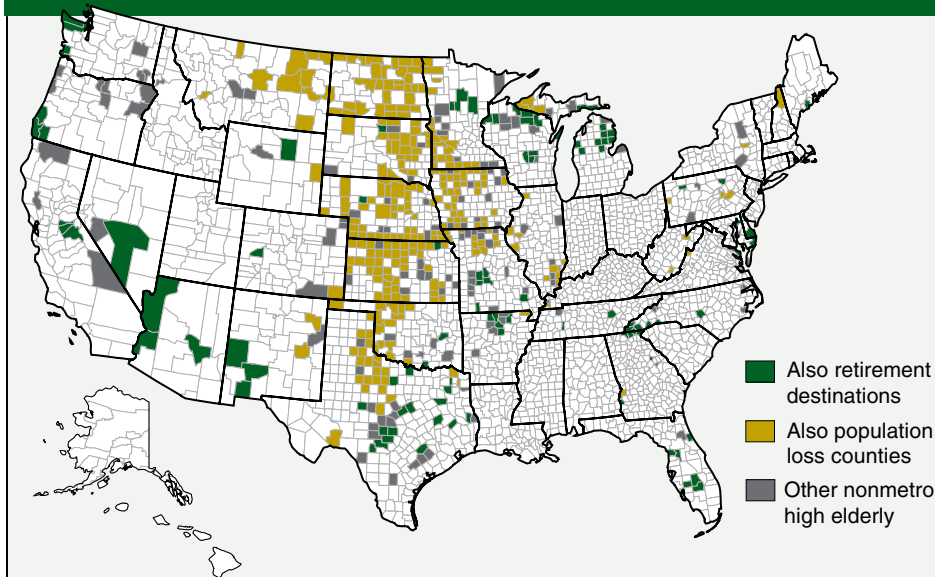 Also retirement
destinations
Also population
loss counties
Other nonmetro
high elderly